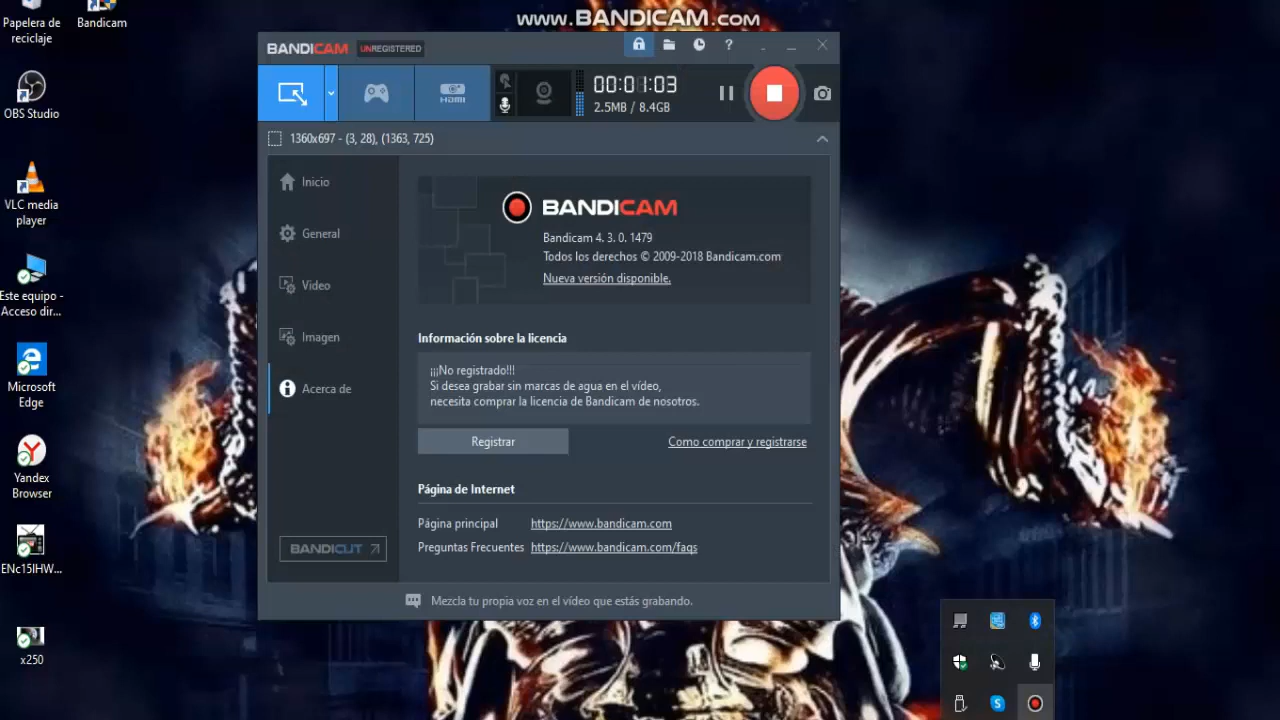 www.BANDICAM.com
Papelera de
reciclaje
Bandicam
OBS Studio
VLC media
player
Este equipo -
Acceso dir...
Microsoft
Edge
Yandex
Browser
ENc15IHW...
x250
BANDICAM UNREGISTERED
HDMI
00:01:03
2.5MB / 8.4GB
1360x697 - (3, 28), (1363, 725)
Inicio
General
Video
Imagen
Acerca de
BANDICUT
BANDICAM
Bandicam 4. 3. 0. 1479
Todos los derechos © 2009-2018 Bandicam.com
Nueva versión disponible.
Información sobre la licencia
¡¡¡No registrado!!!
Si desea grabar sin marcas de agua en el vídeo,
necesita comprar la licencia de Bandicam de nosotros.
Registrar
Como comprar y registrarse
Página de Internet
Página principal https://www.bandicam.com
Preguntas Frecuentes https://www.bandicam.com/faqs
Mezcla tu propia voz en el vídeo que estás grabando.